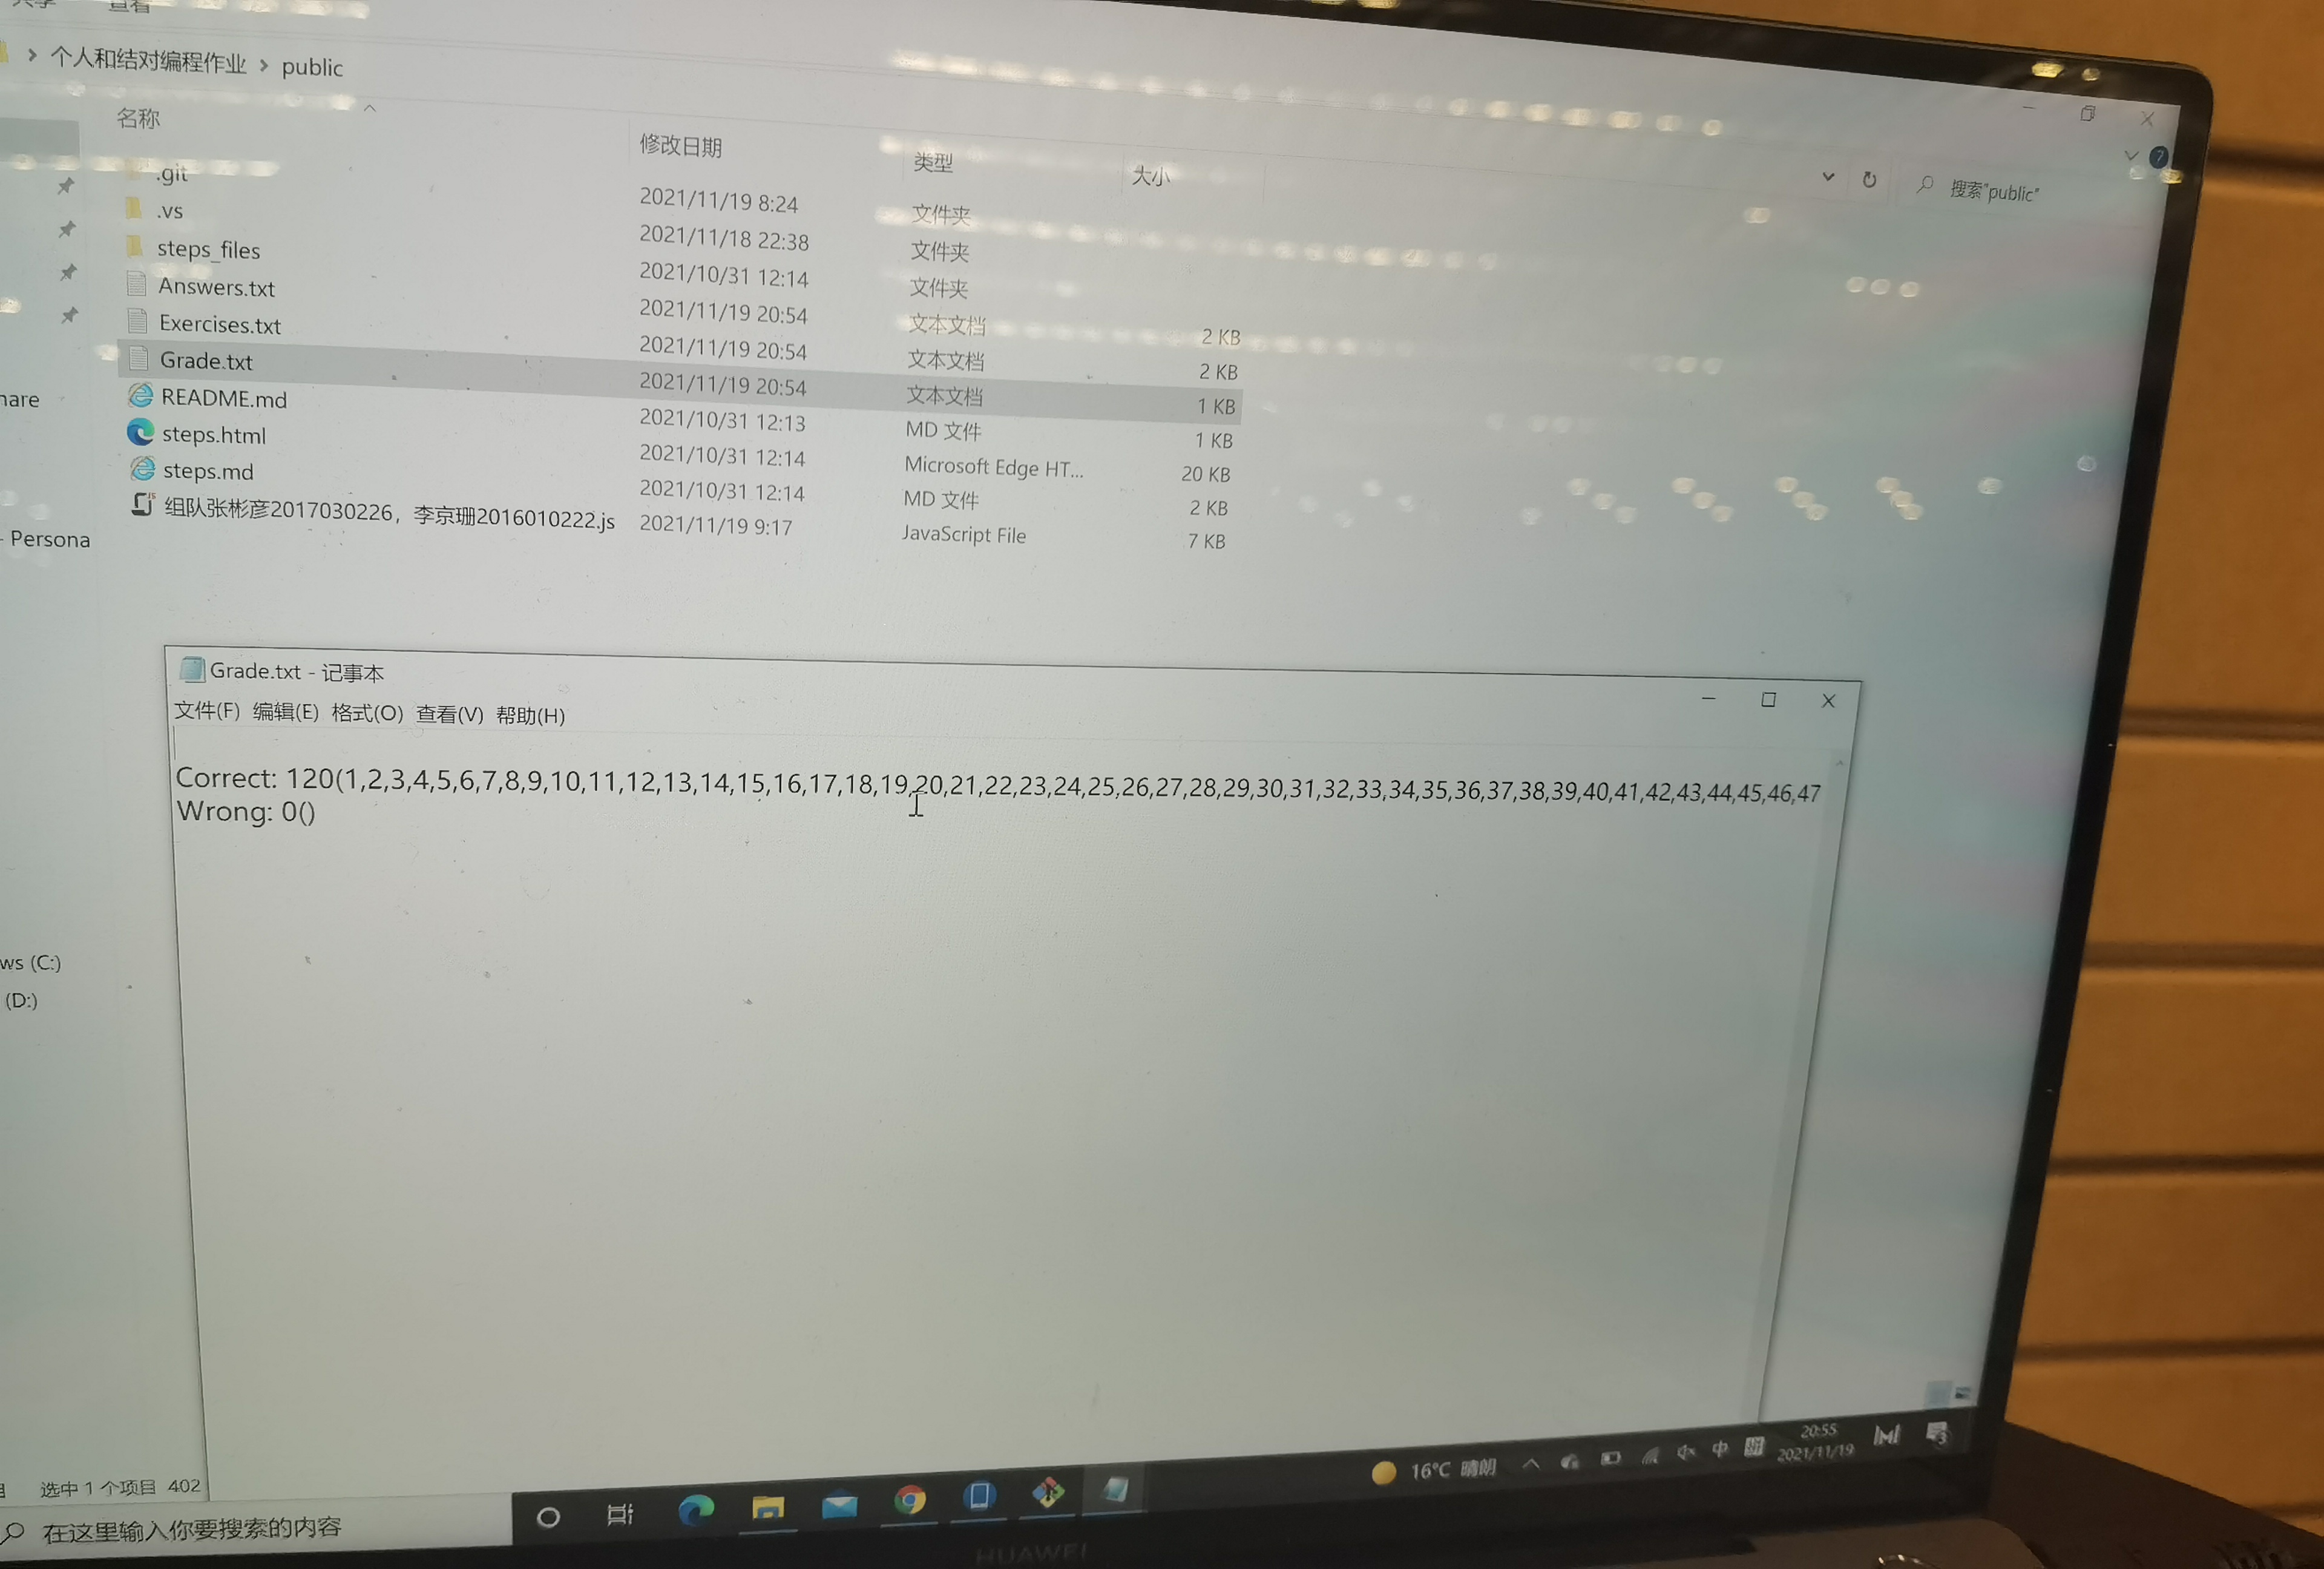 共享 查看
> 个人和结对编程作业 > public
搜索"public"
名称 修改日期 类型 大小
.git 2021/11/19 8:24 文件夹
.vs 2021/11/18 22:38 文件夹
steps_files 2021/10/31 12:14 文件夹
Answers.txt 2021/11/19 20:54 文本文档 2 KB
Exercises.txt 2021/11/19 20:54 文本文档 2 KB
Grade.txt 2021/11/19 20:54 文本文档 1 KB
README.md 2021/10/31 12:13 MD 文件 1 KB
steps.html 2021/10/31 12:14 Microsoft Edge HT... 20 KB
steps.md 2021/10/31 12:14 MD 文件 2 KB
组队张彬彦2017030226，李京珊2016010222.js 2021/11/19 9:17 JavaScript File 7 KB
hare
- Persona
ws (C:)
(D:)
Grade.txt - 记事本
文件(F) 编辑(E) 格式(O) 查看(V) 帮助(H)
Correct: 120(1,2,3,4,5,6,7,8,9,10,11,12,13,14,15,16,17,18,19,20,21,22,23,24,25,26,27,28,29,30,31,32,33,34,35,36,37,38,39,40,41,42,43,44,45,46,47
Wrong: 0()
选中 1 个项目 402
在这里输入你要搜索的内容
16°C 晴朗
中
拼
20:55
2021/11/19
3
HUAWEI